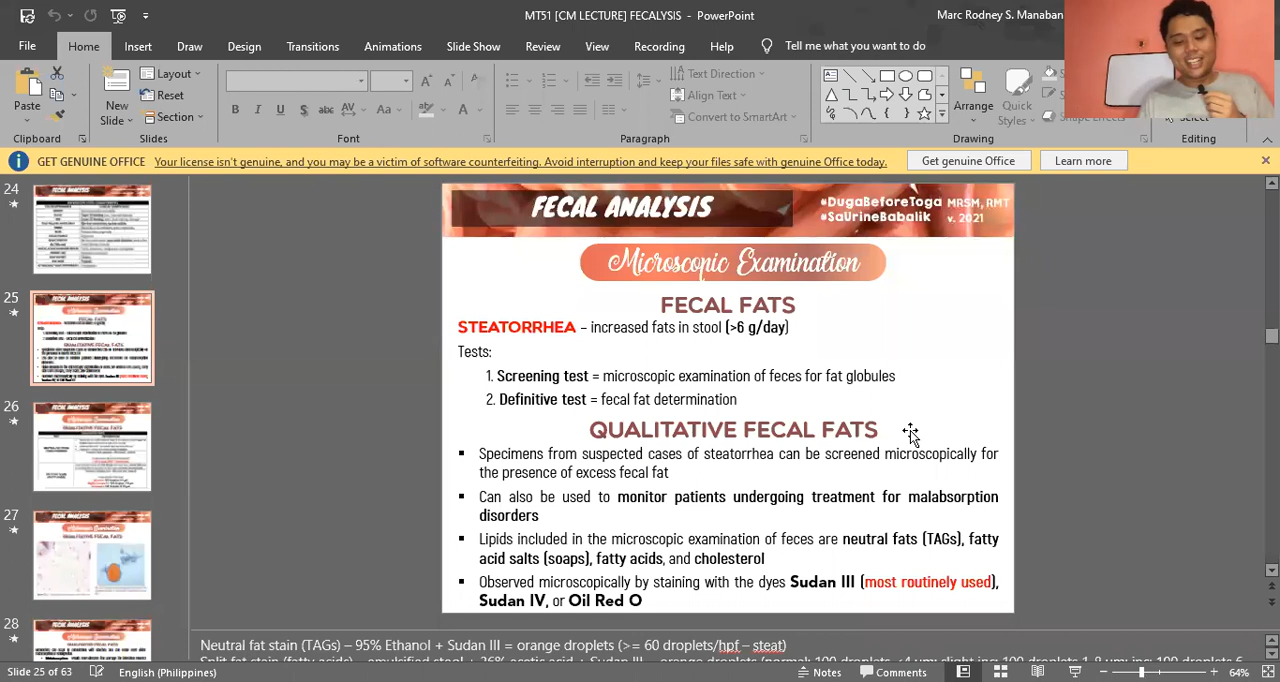 MT51 [CM LECTURE] FECALYSIS - PowerPoint
Marc Rodney S. Manaban
File Home Insert Draw Design Transitions Animations Slide Show Review View Recording Help Tell me what you want to do
Paste
New
Slide
Layout
Reset
Section
B I U S abc AV Aa A
Text Direction
Align Text
Convert to SmartArt
Arrange
Quick
Styles
Shape Effects
Select
Clipboard Slides Font Paragraph Drawing Editing
GET GENUINE OFFICE Your license isn't genuine, and you may be a victim of software counterfeiting. Avoid interruption and keep your files safe with genuine Office today. Get genuine Office Learn more
24
25
26
27
28
FECAL ANALYSIS
#DugaBeforeToga MRSM, RMT
#SaUrineBabalik v. 2021
Microscopic Examination
FECAL FATS
STEATORRHEA – increased fats in stool (>6 g/day)
Tests:
1. Screening test = microscopic examination of feces for fat globules
2. Definitive test = fecal fat determination
QUALITATIVE FECAL FATS
▪ Specimens from suspected cases of steatorrhea can be screened microscopically for
the presence of excess fecal fat
▪ Can also be used to monitor patients undergoing treatment for malabsorption
disorders
▪ Lipids included in the microscopic examination of feces are neutral fats (TAGs), fatty
acid salts (soaps), fatty acids, and cholesterol
▪ Observed microscopically by staining with the dyes Sudan III (most routinely used),
Sudan IV, or Oil Red O
Neutral fat stain (TAGs) – 95% Ethanol + Sudan III = orange droplets (>= 60 droplets/hpf – steat)
Slide 25 of 63 English (Philippines) Notes Comments 64%